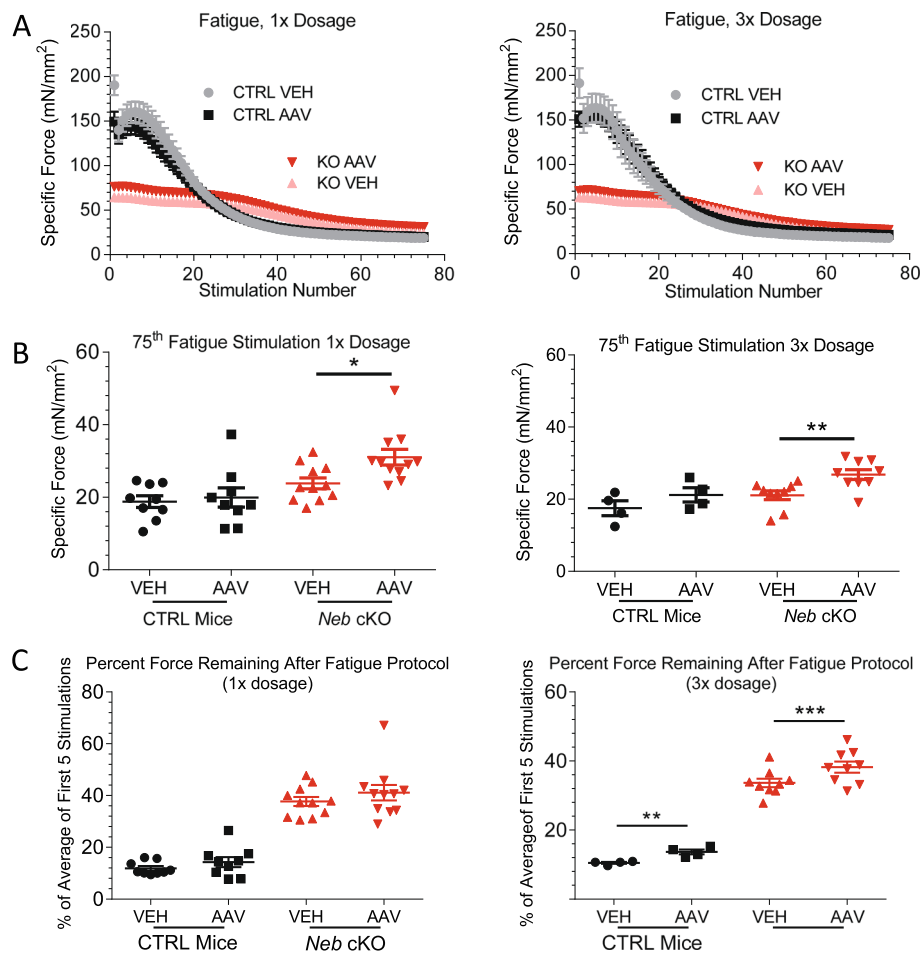 A
Fatigue, 1x Dosage
Specific Force (mN/mm²)
250
200
150
100
50
0
CTRL VEH
CTRL AAV
KO AAV
KO VEH
0 20 40 60 80
Stimulation Number
Fatigue, 3x Dosage
Specific Force (mN/mm²)
250
200
150
100
50
0
CTRL VEH
CTRL AAV
KO AAV
KO VEH
0 20 40 60 80
Stimulation Number
B
75th Fatigue Stimulation 1x Dosage
Specific Force (mN/mm²)
60
40
20
0
*
VEH AAV VEH AAV
CTRL Mice Neb cKO
75th Fatigue Stimulation 3x Dosage
Specific Force (mN/mm²)
60
40
20
0
**
VEH AAV VEH AAV
CTRL Mice Neb cKO
C
Percent Force Remaining After Fatigue Protocol
(1x dosage)
% of Average of First 5 Stimulations
80
60
40
20
0
VEH AAV VEH AAV
CTRL Mice Neb cKO
Percent Force Remaining After Fatigue Protocol
(3x dosage)
% of Averageof First 5 Stimulations
60
40
20
**
***
VEH AAV VEH AAV
CTRL Mice Neb cKO